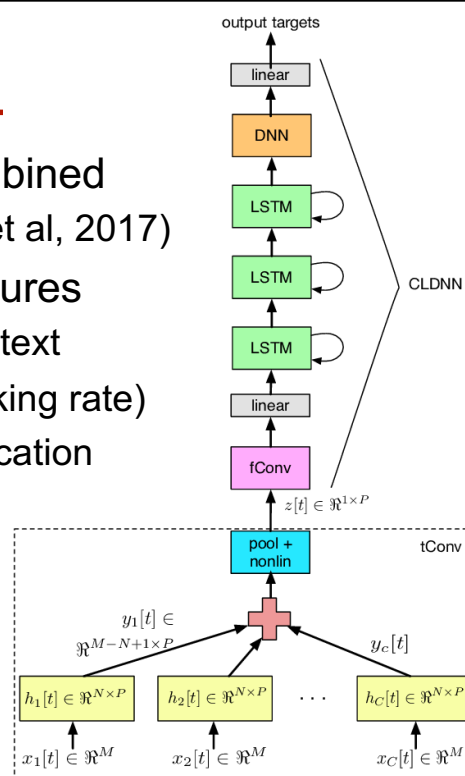 output targets
linear
DNN
bined
LSTM
et al, 2017)
ures
LSTM
CLDNN
text
LSTM
king rate)
linear
cation
fConv
z[t] ∈ ℜ^{1×P}
pool +
nonlin
tConv
y_1[t] ∈
ℜ^{M−N+1×P}
y_c[t]
h_1[t] ∈ ℜ^{N×P}
h_2[t] ∈ ℜ^{N×P}
· · ·
h_C[t] ∈ ℜ^{N×P}
x_1[t] ∈ ℜ^M
x_2[t] ∈ ℜ^M
x_C[t] ∈ ℜ^M